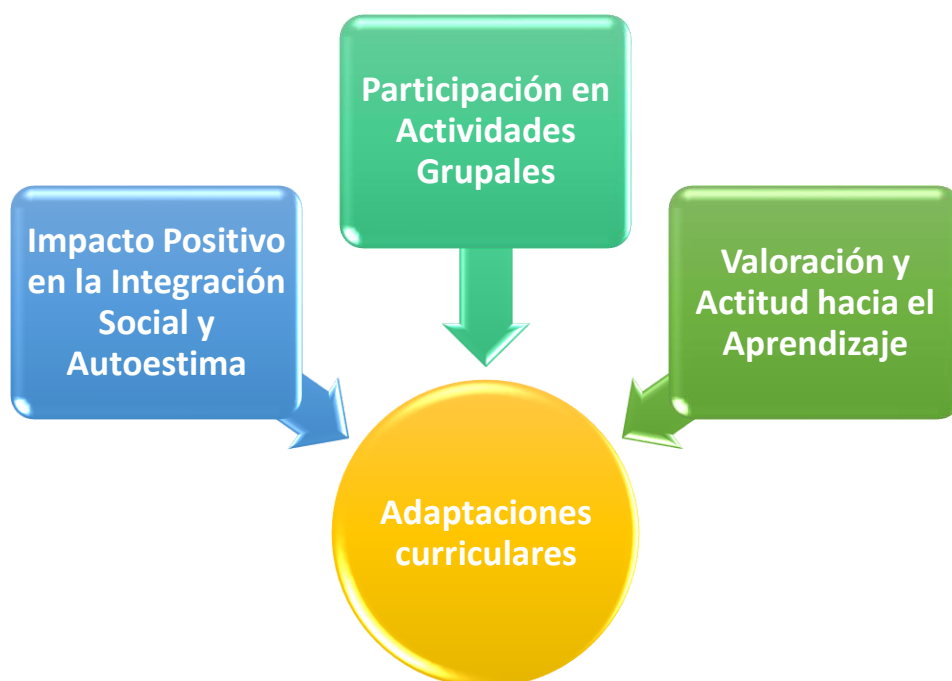 Participación en
Actividades
Grupales
Impacto Positivo
en la Integración
Social y
Autoestima
Valoración y
Actitud hacia el
Aprendizaje
Adaptaciones
curriculares